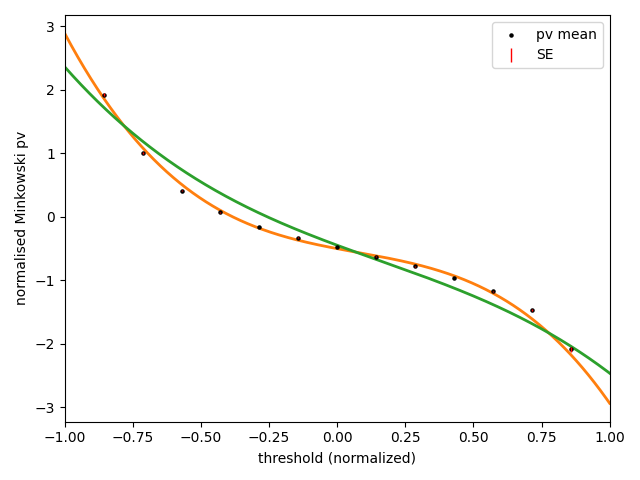 3
2
1
0
−1
−2
−3
normalised Minkowski pv
pv mean
SE
−1.00 −0.75 −0.50 −0.25 0.00 0.25 0.50 0.75 1.00
threshold (normalized)